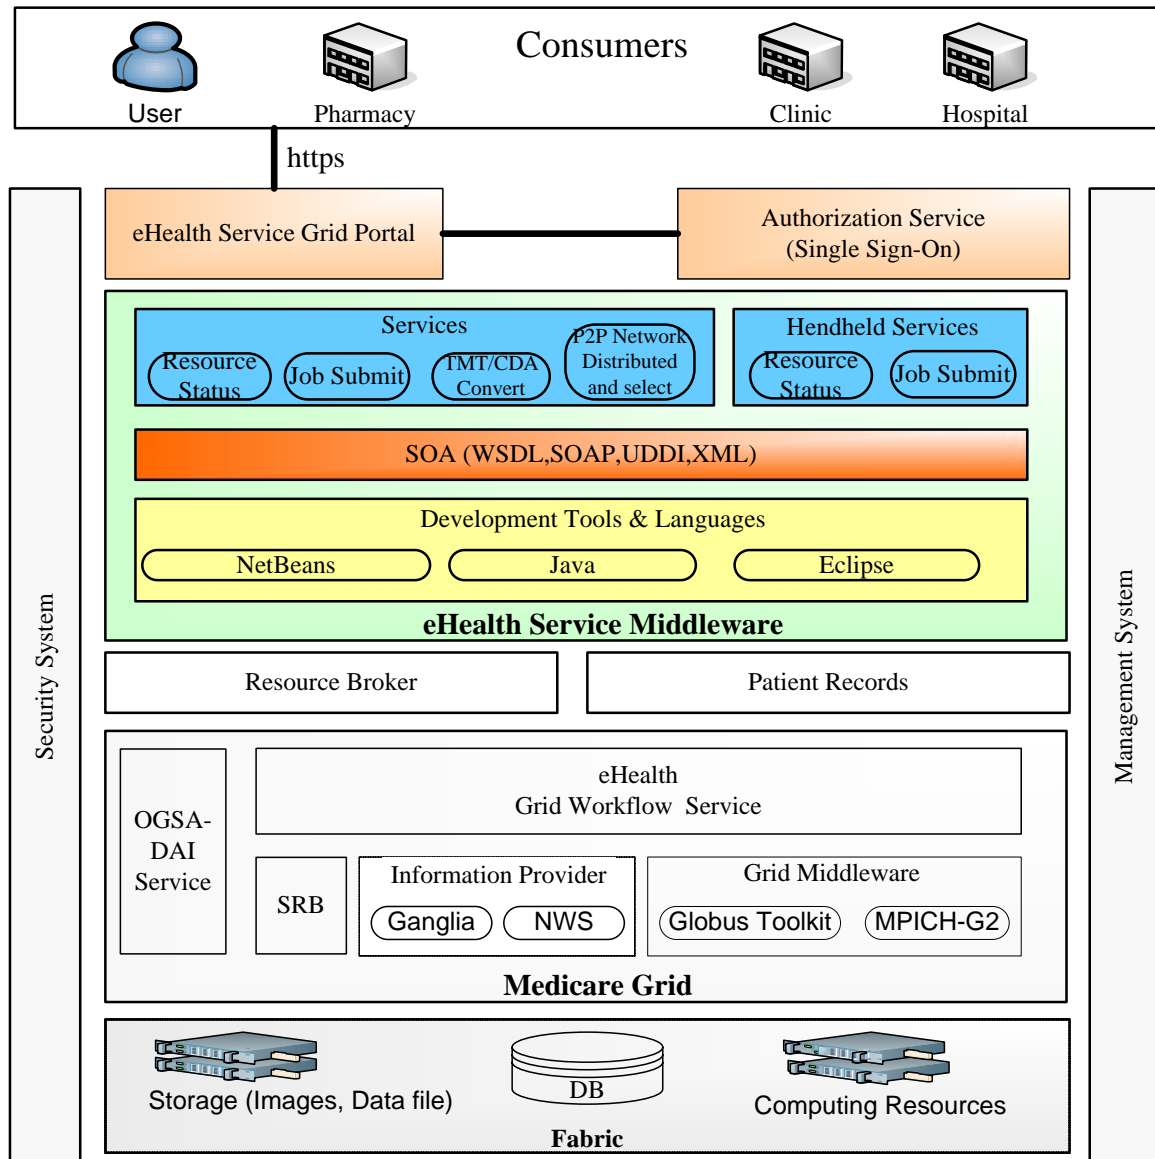 Consumers
User
Pharmacy
Clinic
Hospital
https
eHealth Service Grid Portal
Authorization Service
(Single Sign-On)
Services
Resource
Status
Job Submit
TMT/CDA
Convert
P2P Network
Distributed
and select
Hendheld Services
Resource
Status
Job Submit
SOA (WSDL,SOAP,UDDI,XML)
Development Tools & Languages
NetBeans
Java
Eclipse
eHealth Service Middleware
Security System
Management System
Resource Broker
Patient Records
OGSA-
DAI
Service
eHealth
Grid Workflow Service
SRB
Information Provider
Ganglia
NWS
Grid Middleware
Globus Toolkit
MPICH-G2
Medicare Grid
Storage (Images, Data file)
DB
Computing Resources
Fabric